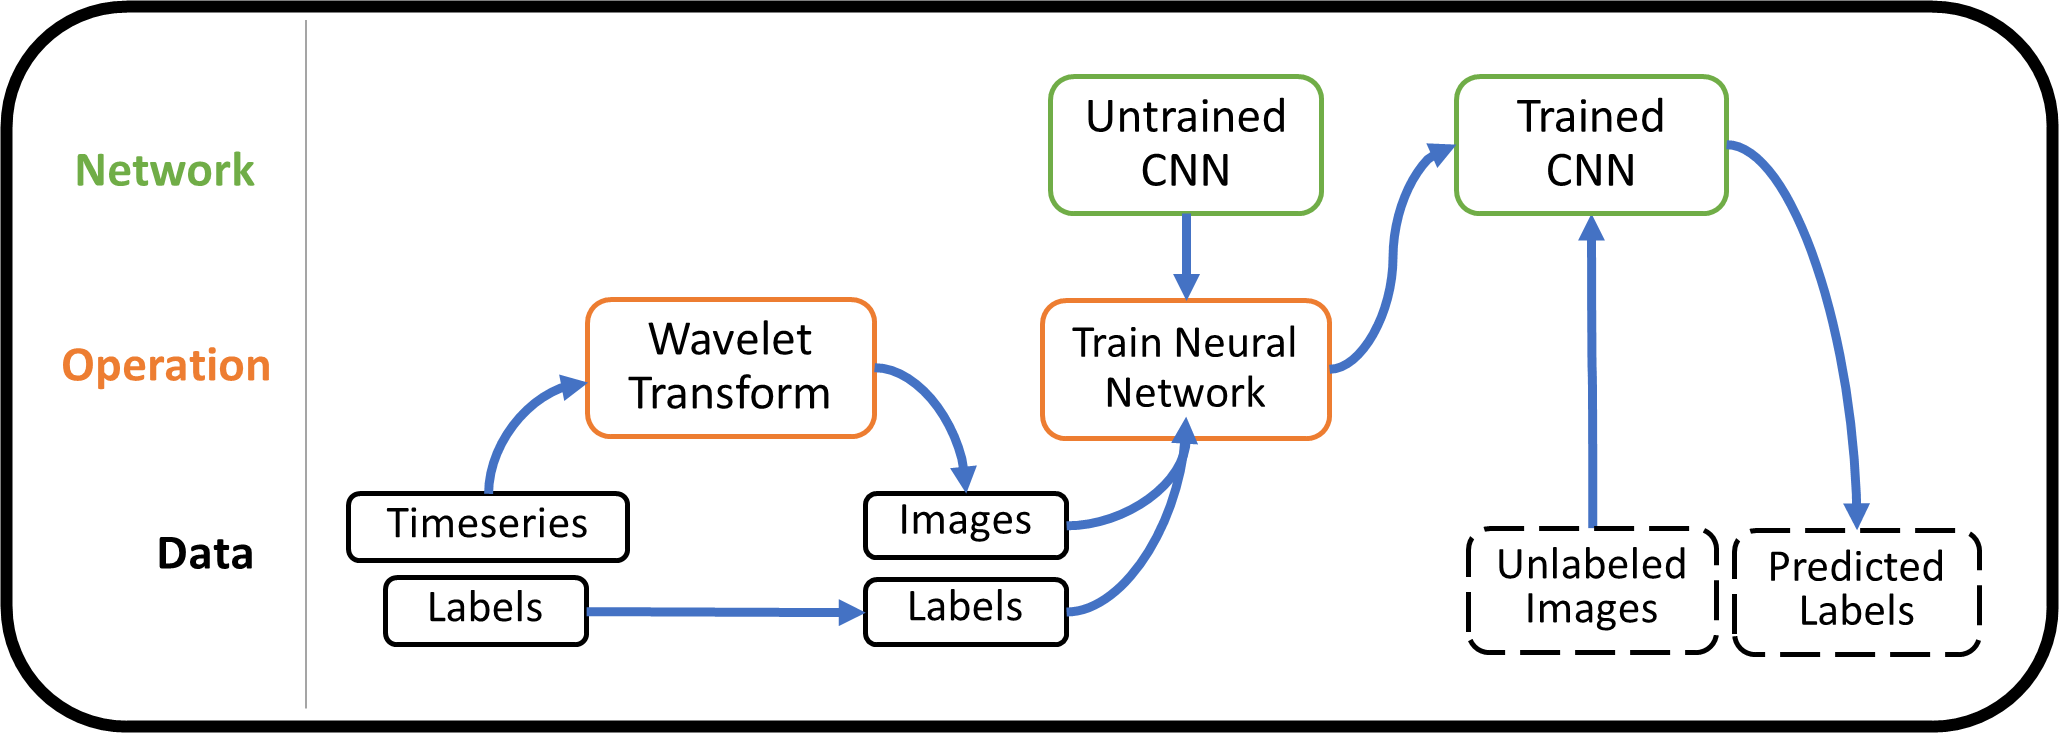 Network
Untrained
CNN
Trained
CNN
Operation
Wavelet
Transform
Train Neural
Network
Data
Timeseries
Labels
Images
Labels
Unlabeled
Images
Predicted
Labels